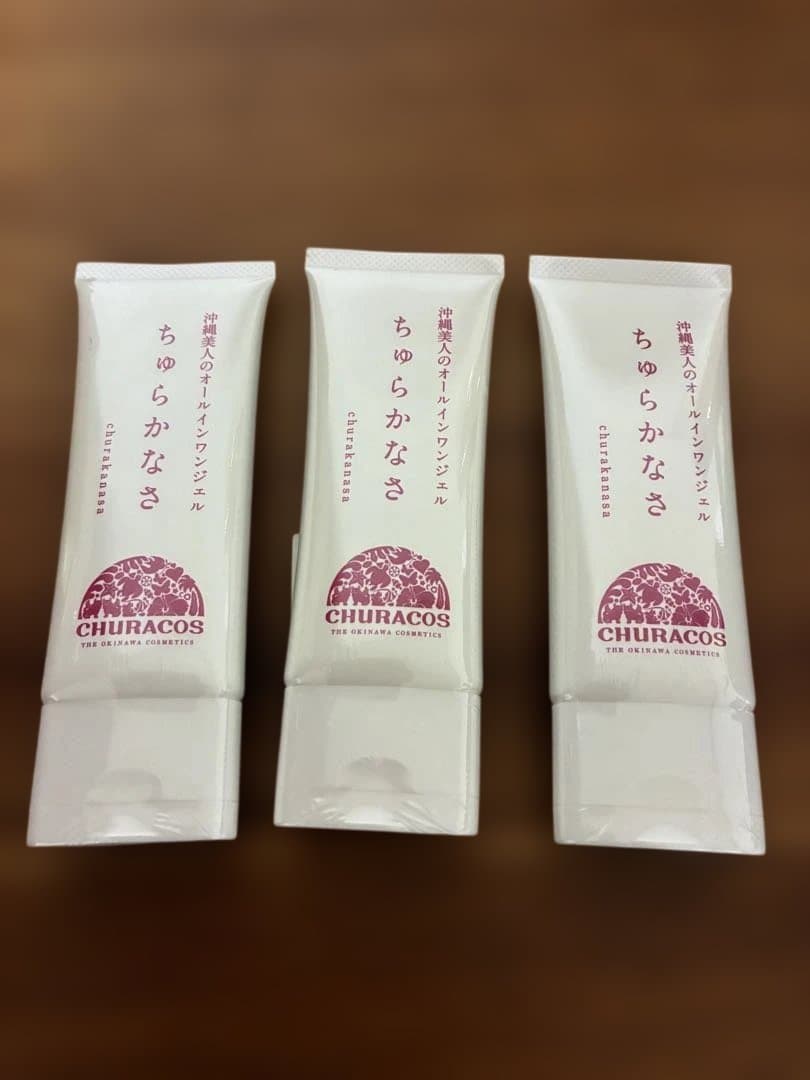 沖縄美人のオールインワンジェル
ちゅらかなさ
churakanasa
CHURACOS
THE OKINAWA COSMETICS
沖縄美人のオールインワンジェル
ちゅらかなさ
churakanasa
CHURACOS
THE OKINAWA COSMETICS
沖縄美人のオールインワンジェル
ちゅらかなさ
churakanasa
CHURACOS
THE OKINAWA COSMETICS